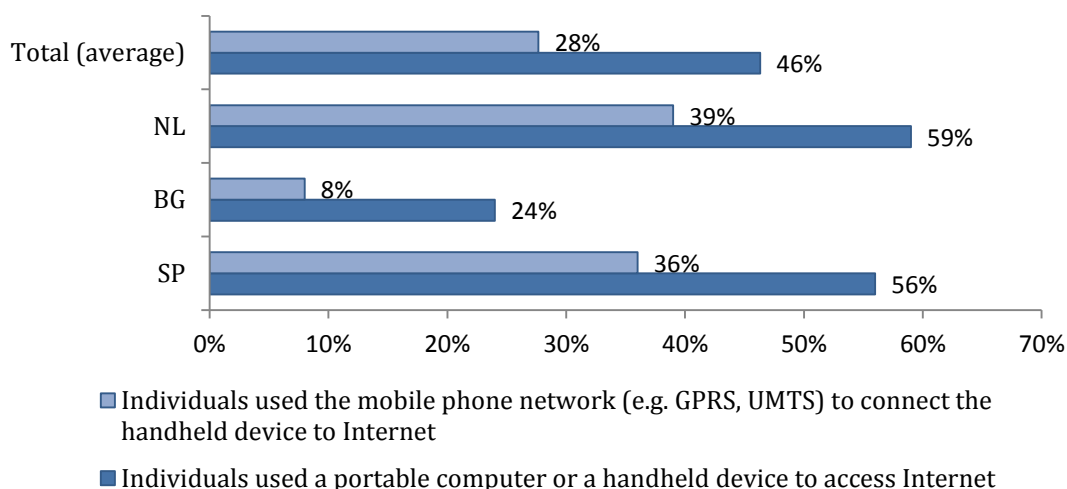 Total (average)
28%
46%
NL
39%
59%
BG
8%
24%
SP
36%
56%
0% 10% 20% 30% 40% 50% 60% 70%
Individuals used the mobile phone network (e.g. GPRS, UMTS) to connect the
handheld device to Internet
Individuals used a portable computer or a handheld device to access Internet